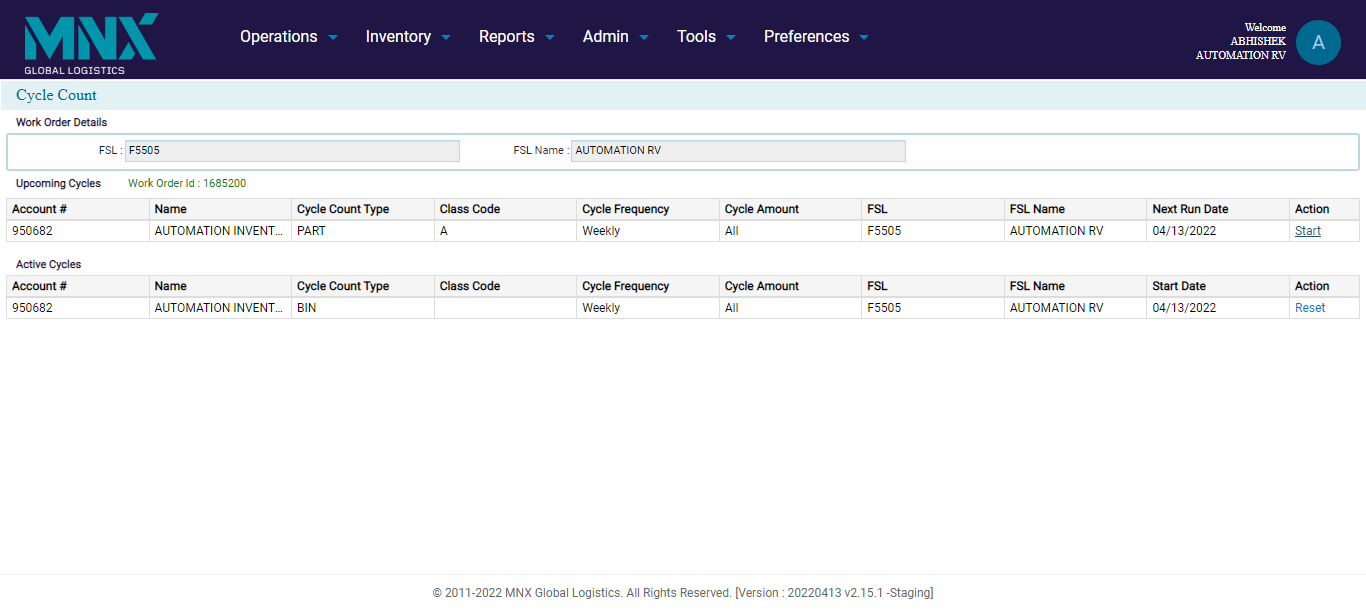 MNX
GLOBAL LOGISTICS
Operations Inventory Reports Admin Tools Preferences
Welcome
ABHISHEK
AUTOMATION RV
A
Cycle Count
Work Order Details
FSL : F5505 FSL Name : AUTOMATION RV
Upcoming Cycles Work Order Id : 1685200
Account # Name Cycle Count Type Class Code Cycle Frequency Cycle Amount FSL FSL Name Next Run Date Action
950682 AUTOMATION INVENT... PART A Weekly All F5505 AUTOMATION RV 04/13/2022 Start
Active Cycles
Account # Name Cycle Count Type Class Code Cycle Frequency Cycle Amount FSL FSL Name Start Date Action
950682 AUTOMATION INVENT... BIN Weekly All F5505 AUTOMATION RV 04/13/2022 Reset
© 2011-2022 MNX Global Logistics. All Rights Reserved. [Version : 20220413 v2.15.1 -Staging]